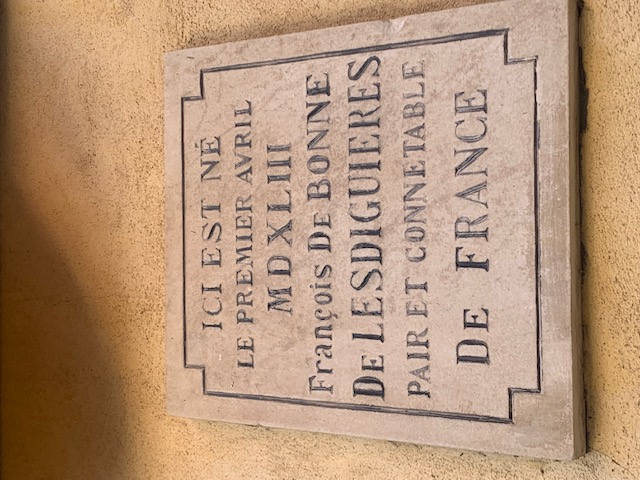 ICI EST NÉ
LE PREMIER AVRIL
MDXLIII
François DE BONNE
DE LESDIGUIERES
PAIR ET CONNETABLE
DE FRANCE